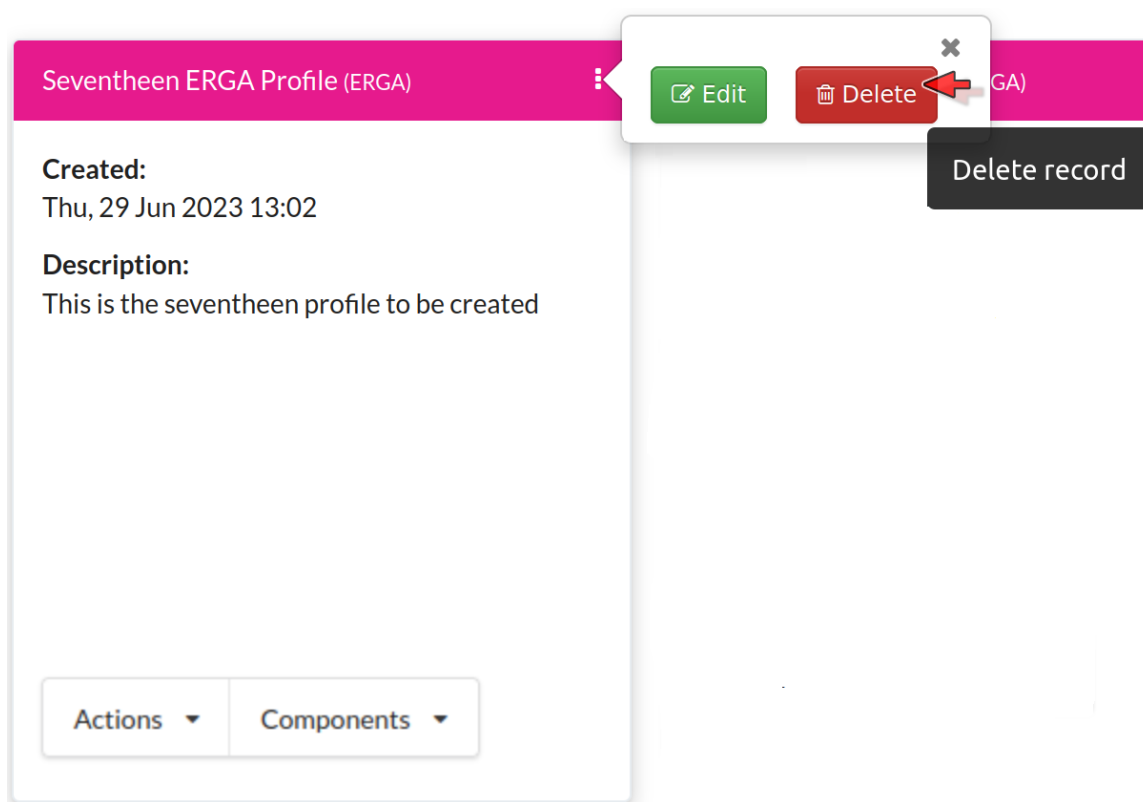 Seventheen ERGA Profile (ERGA)
Edit
Delete
GA)
Delete record
Created:
Thu, 29 Jun 2023 13:02
Description:
This is the seventheen profile to be created
Actions
Components